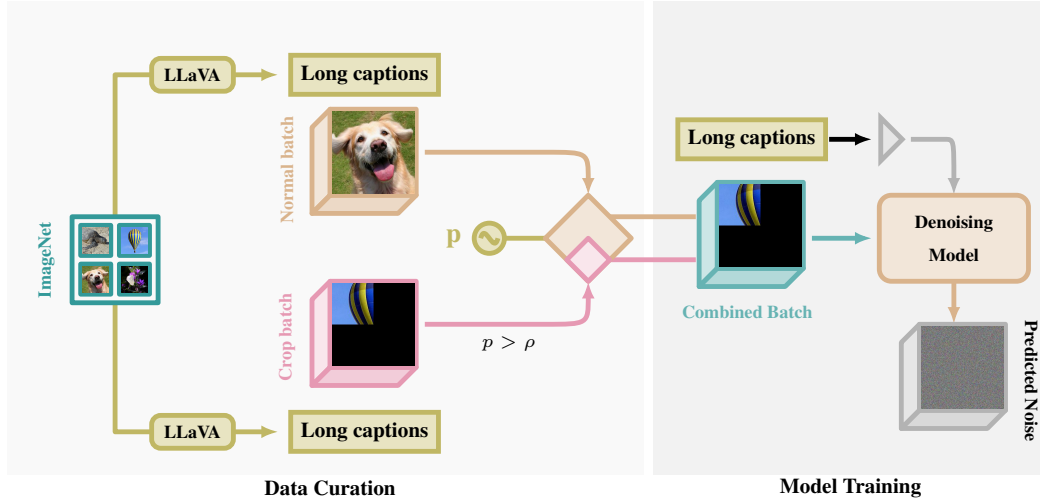 LLaVA
Long captions
Normal batch
ImageNet
p
Crop batch
p > ρ
LLaVA
Long captions
Data Curation
Long captions
Denoising
Model
Combined Batch
Predicted Noise
Model Training